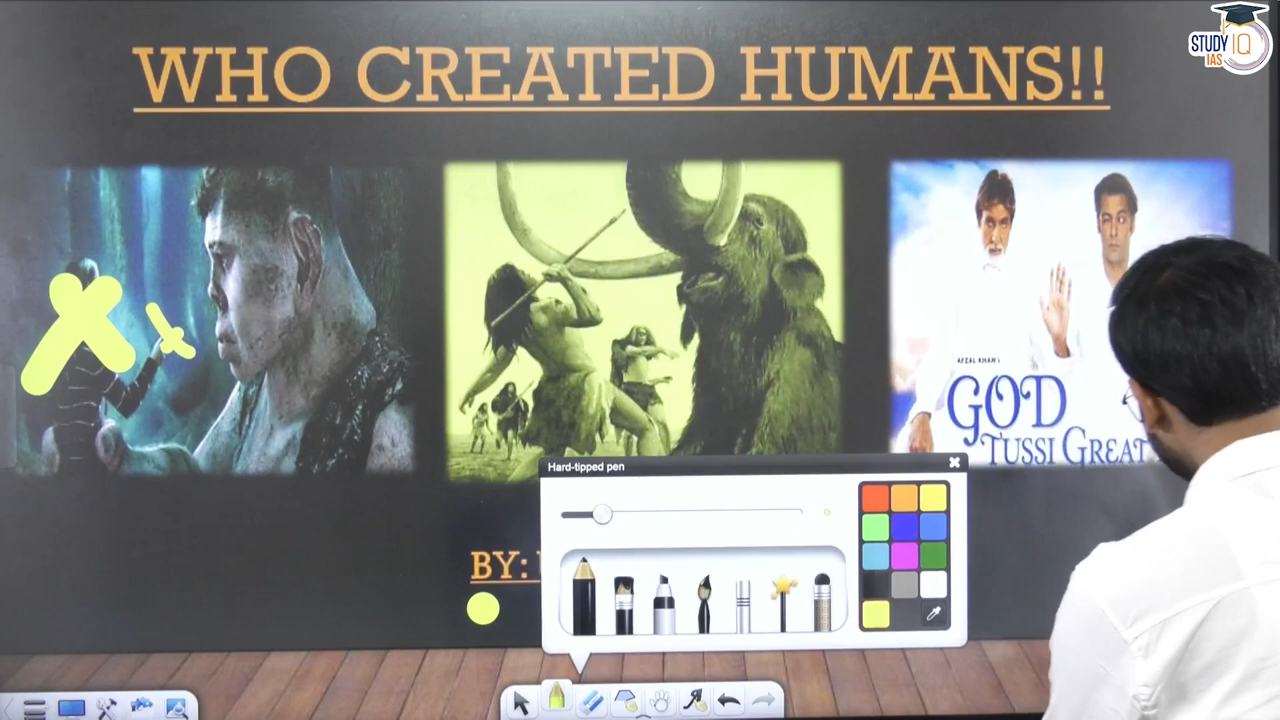 WHO CREATED HUMANS!!
STUDY IQ
IAS
AFZAL KHAN'S
GOD
TUSSI GREAT
Hard-tipped pen
BY: